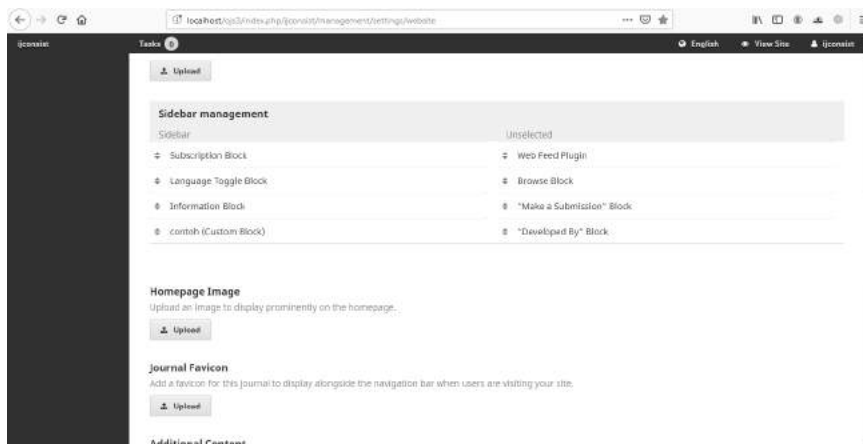 localhost/ojs3/index.php/ijconsist/management/settings/website
ijconsist Tasks 0 English View Site ijconsist
Upload
Sidebar management
Sidebar Unselected
Subscription Block Web Feed Plugin
Language Toggle Block Browse Block
Information Block "Make a Submission" Block
contoh (Custom Block) "Developed By" Block
Homepage Image
Upload an image to display prominently on the homepage.
Upload
Journal Favicon
Add a favicon for this journal to display alongside the navigation bar when users are visiting your site.
Upload
Additional Content